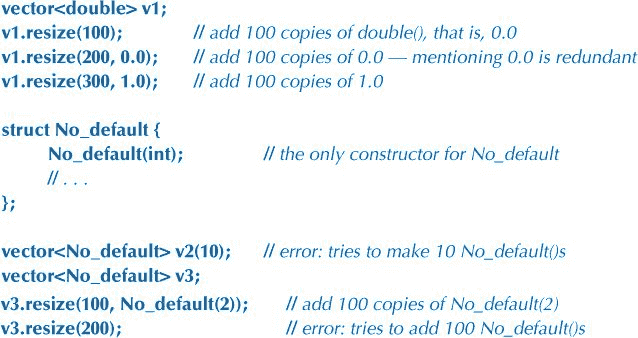 vector<double> v1;
v1.resize(100); // add 100 copies of double(), that is, 0.0
v1.resize(200, 0.0); // add 100 copies of 0.0 — mentioning 0.0 is redundant
v1.resize(300, 1.0); // add 100 copies of 1.0
struct No_default {
No_default(int); // the only constructor for No_default
// . . .
};
vector<No_default> v2(10); // error: tries to make 10 No_default()s
vector<No_default> v3;
v3.resize(100, No_default(2)); // add 100 copies of No_default(2)
v3.resize(200); // error: tries to add 100 No_default()s